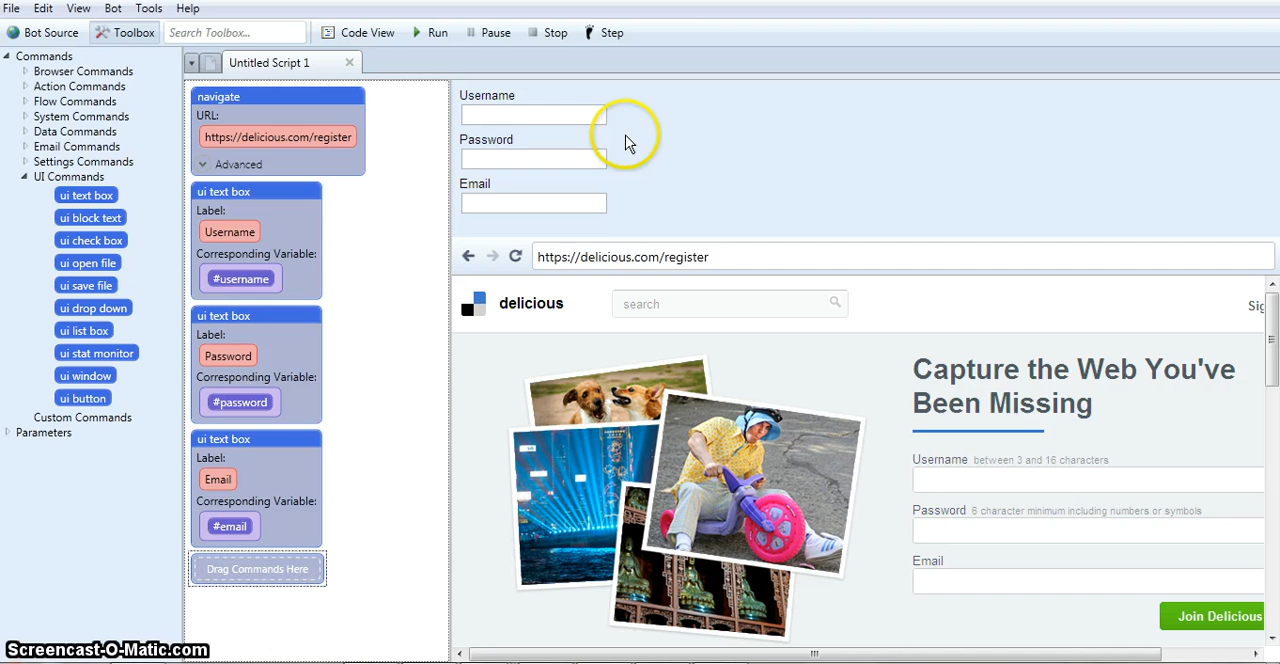 File Edit View Bot Tools Help
Bot Source Toolbox Search Toolbox... Code View Run Pause Stop Step
Commands
Browser Commands
Action Commands
Flow Commands
System Commands
Data Commands
Email Commands
Settings Commands
UI Commands
ui text box
ui block text
ui check box
ui open file
ui save file
ui drop down
ui list box
ui stat monitor
ui window
ui button
Custom Commands
Parameters
Untitled Script 1
navigate
URL:
https://delicious.com/register
Advanced
ui text box
Label:
Username
Corresponding Variable:
#username
ui text box
Label:
Password
Corresponding Variable:
#password
ui text box
Label:
Email
Corresponding Variable:
#email
Drag Commands Here
Username
Password
Email
https://delicious.com/register
delicious
search
Sig
Capture the Web You've
Been Missing
Username between 3 and 16 characters
Password 6 character minimum including numbers or symbols
Email
Join Delicious
Screencast-O-Matic.com